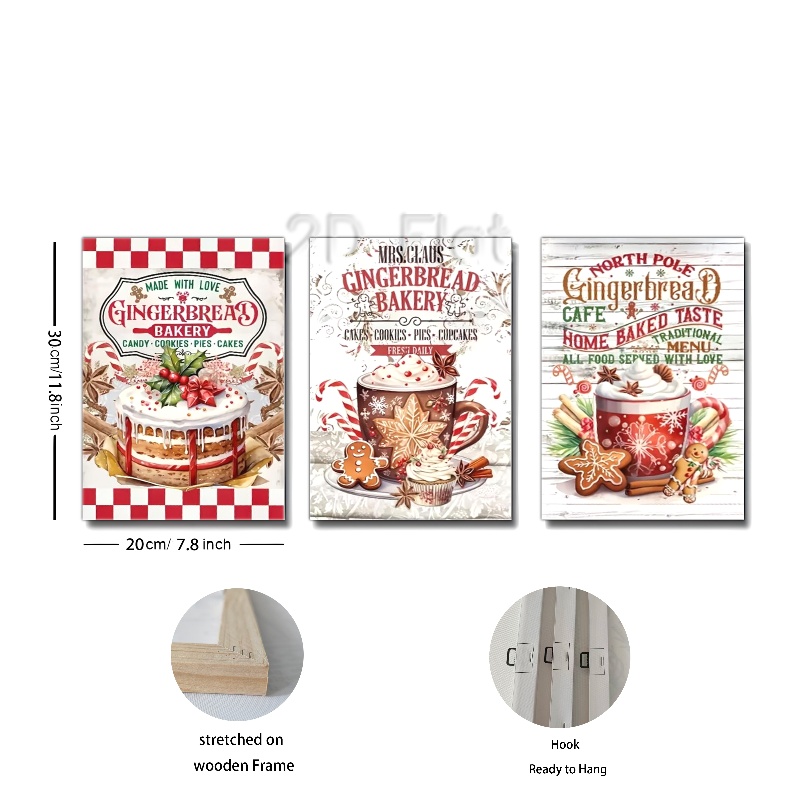 2D Flat
MADE WITH LOVE
GINGERBREAD
BAKERY
CANDY · COOKIES · PIES · CAKES
MRS. CLAUS
GINGERBREAD
BAKERY
CAKES · COOKIES · PIES · CUPCAKES
FRESH DAILY
NORTH POLE
GingerbreaD
CAFE
HOME BAKED TASTE
TRADITIONAL
MENU
ALL FOOD SERVED WITH LOVE
30cm/11.8inch
20cm/ 7.8 inch
stretched on
wooden Frame
Hook
Ready to Hang